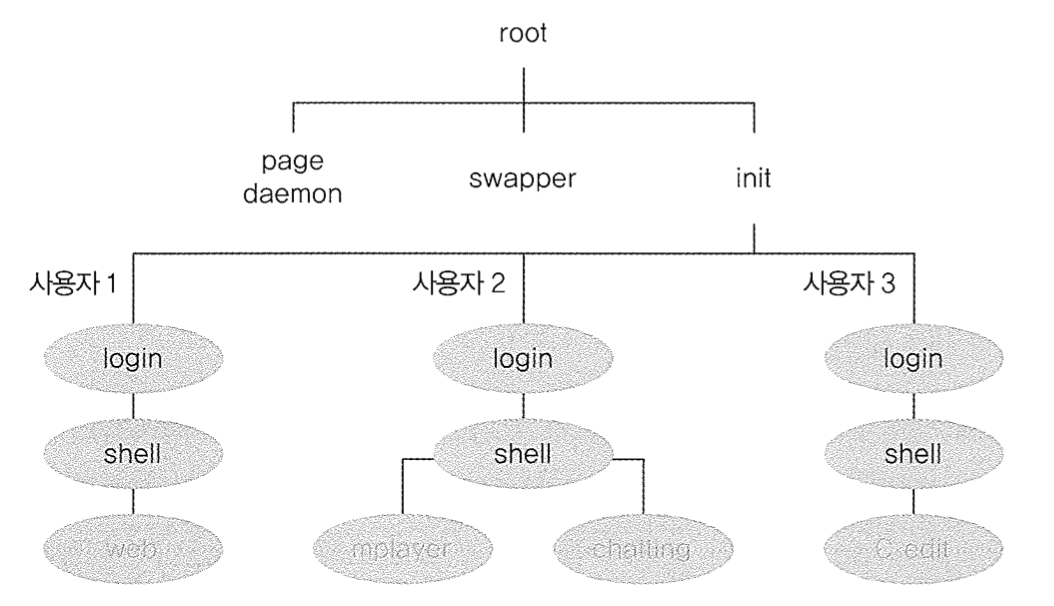 root
page
daemon
swapper
init
사용자 1
사용자 2
사용자 3
login
login
login
shell
shell
shell
web
mplayer
chatting
C edit